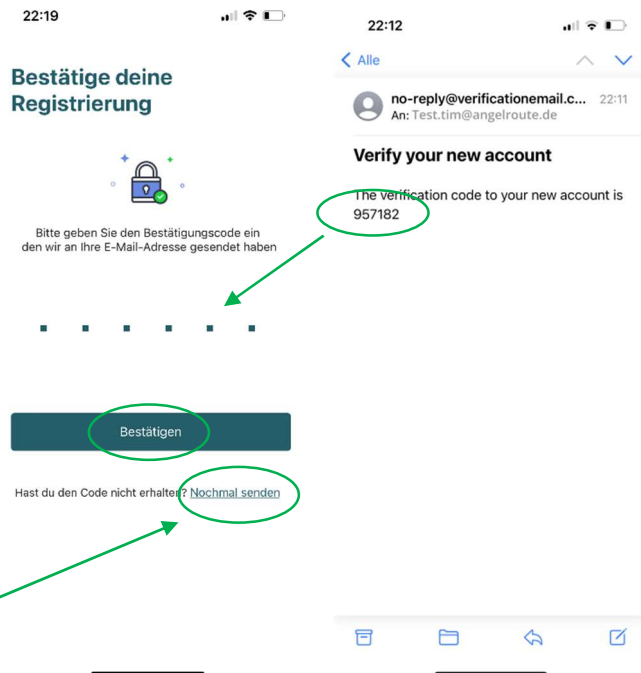 22:19
Bestätige deine
Registrierung
Bitte geben Sie den Bestätigungscode ein
den wir an Ihre E-Mail-Adresse gesendet haben
Bestätigen
Hast du den Code nicht erhalten? Nochmal senden
22:12
Alle
no-reply@verificationemail.c... 22:11
An: Test.tim@angelroute.de
Verify your new account
The verification code to your new account is
957182